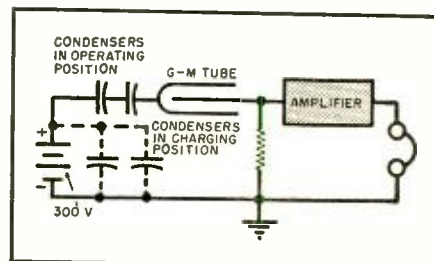 CONDENSERS
IN OPERATING
POSITION
G-M TUBE
AMPLIFIER
CONDENSERS
IN CHARGING
POSITION
+
-
300 V